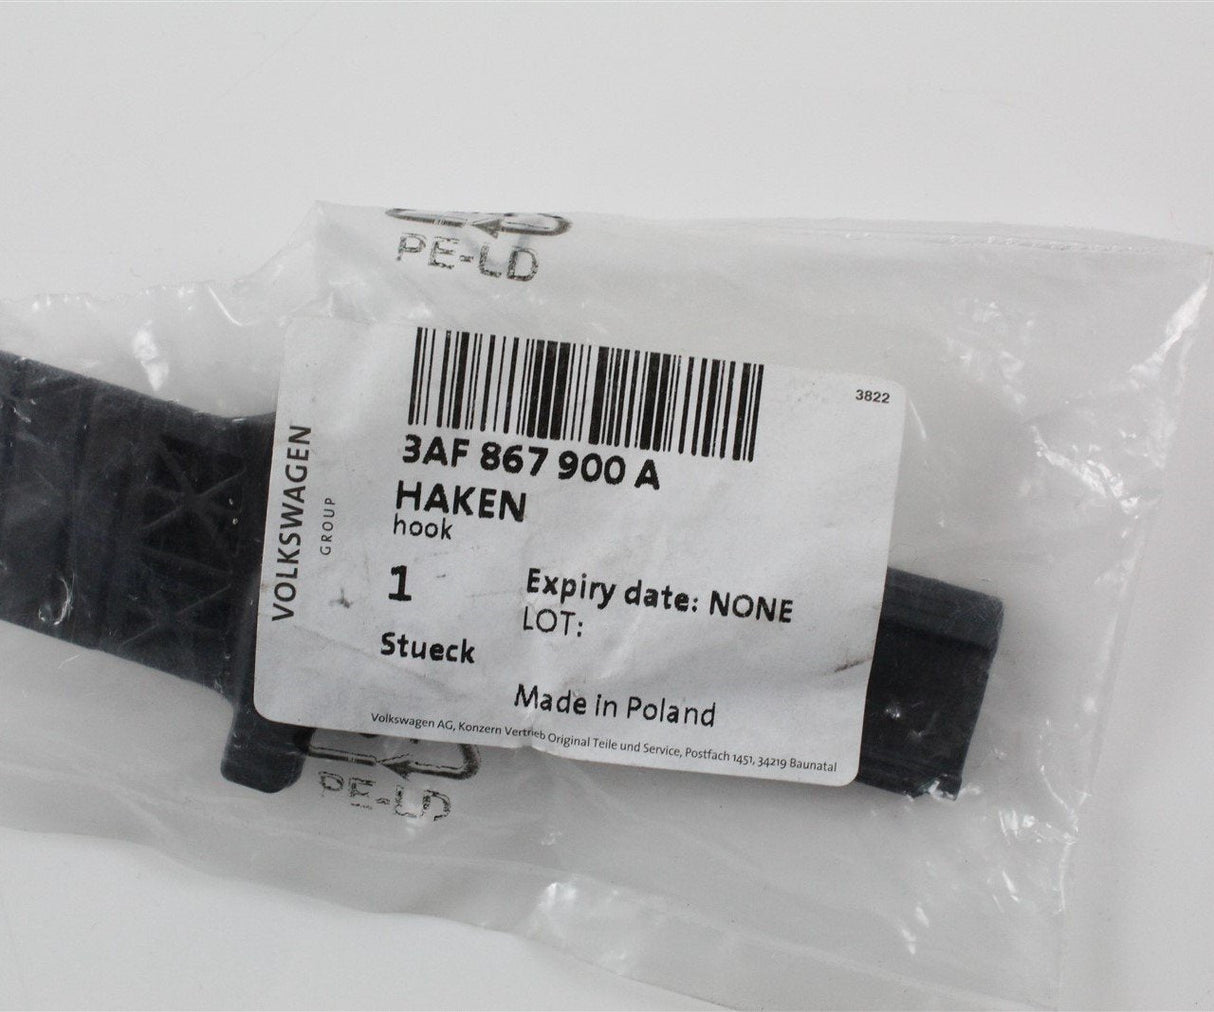 PE-LD
3822
3AF 867 900 A
HAKEN
hook
VOLKSWAGEN
GROUP
1
Expiry date: NONE
LOT:
Stueck
Made in Poland
Volkswagen AG, Konzern Vertrieb Original Teile und Service, Postfach 1451, 34219 Baunatal
PE-LD